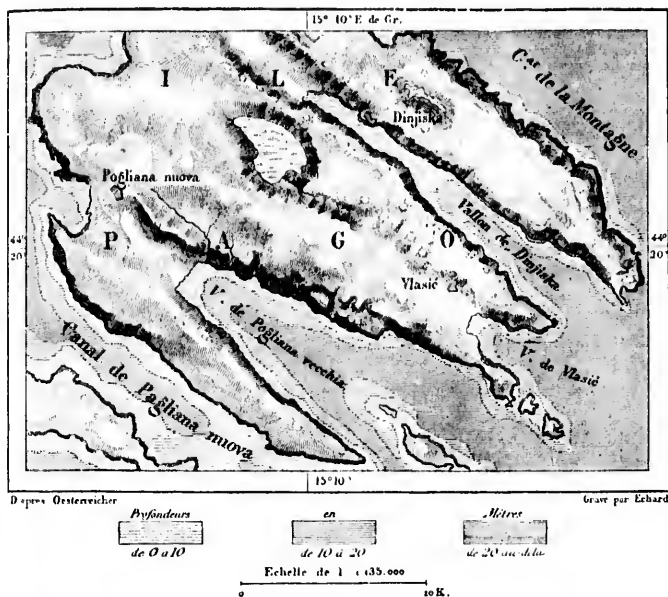 15° 10' E de Gr.
I L E
C.al de la Montagne
Dinjiska
Pogliana nuova
Vallon de Dinjiska
44°
20'
44°
20'
P A G O
Vlasić
V. de Pogliana vecchia
V. de Vlasić
Canal de Pagliana nuova
15°10'
D'après Oesterreicher
Gravé par Erhard
Profondeurs en Mètres
de 0 à 10
de 10 à 20
de 20 au delà
Echelle de 1
0
10 K.